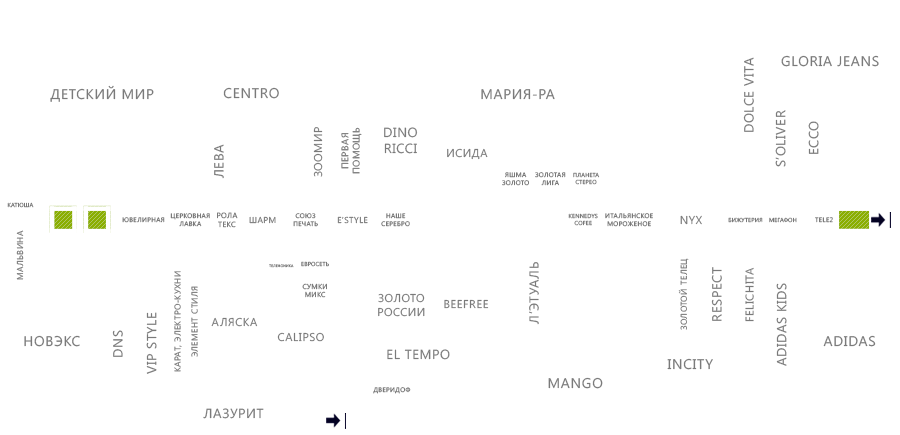 GLORIA JEANS
DOLCE VITA
ДЕТСКИЙ МИР
CENTRO
МАРИЯ-РА
S'OLIVER
ECCO
ЛЕВА
ЗООМИР
ПЕРВАЯ
ПОМОЩЬ
DINO
RICCI
ИСИДА
ЯШМА
ЗОЛОТО
ЗОЛОТАЯ
ЛИГА
ПЛАНЕТА
СТЕРЕО
КАТЮША
ЮВЕЛИРНАЯ
ЦЕРКОВНАЯ
ЛАВКА
РОЛА
ТЕКС
ШАРМ
СОЮЗ
ПЕЧАТЬ
E'STYLE
НАШЕ
СЕРЕБРО
KENNEDYS
COFEE
ИТАЛЬЯНСКОЕ
МОРОЖЕНОЕ
NYX
БИЖУТЕРИЯ
МЕГАФОН
TELE2
МАЛЬВИНА
ЕВРОСЕТЬ
СУМКИ
МИКС
НОВЭКС
DNS
VIP STYLE
КАРАТ, ЭЛЕКТРО-КУХНИ
ЭЛЕМЕНТ СТИЛЯ
АЛЯСКА
CALIPSO
ЗОЛОТО
РОССИИ
BEEFREE
Л'ЭТУАЛЬ
ЗОЛОТОЙ ТЕЛЕЦ
RESPECT
FELICHITA
ADIDAS KIDS
ADIDAS
EL TEMPO
INCITY
MANGO
ДВЕРИДОФ
ЛАЗУРИТ